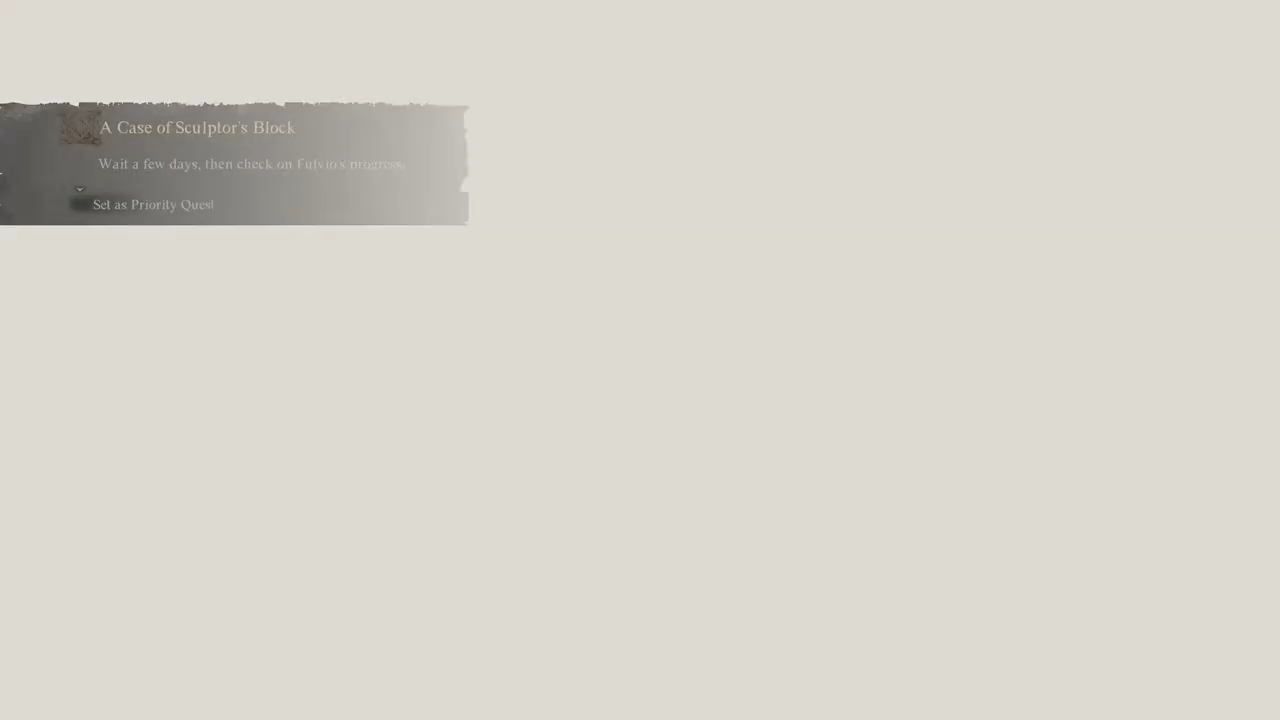 A Case of Sculptor's Block
Wait a few days, then check on Fulvio's progress.
Set as Priority Quest